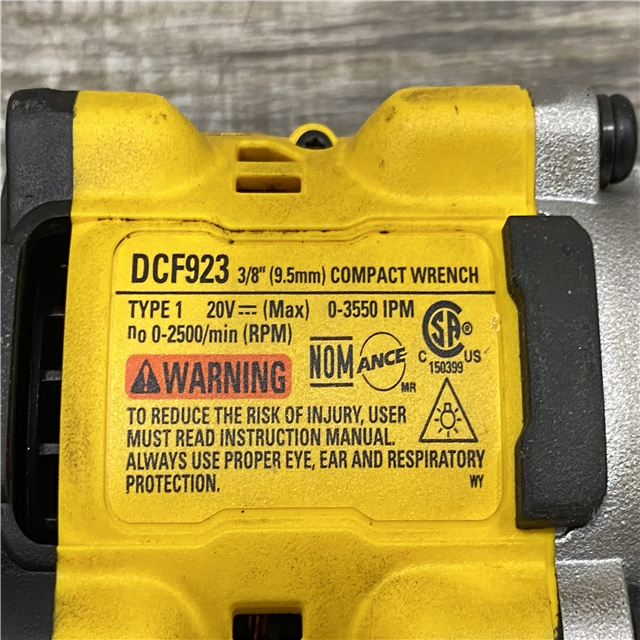 DCF923 3/8" (9.5mm) COMPACT WRENCH
TYPE 1 20V⎓ (Max) 0-3550 IPM
no 0-2500/min (RPM)
SA®
C US
150399
NOM ANCE
MR
WARNING
TO REDUCE THE RISK OF INJURY, USER
MUST READ INSTRUCTION MANUAL.
ALWAYS USE PROPER EYE, EAR AND RESPIRATORY
PROTECTION.
WY